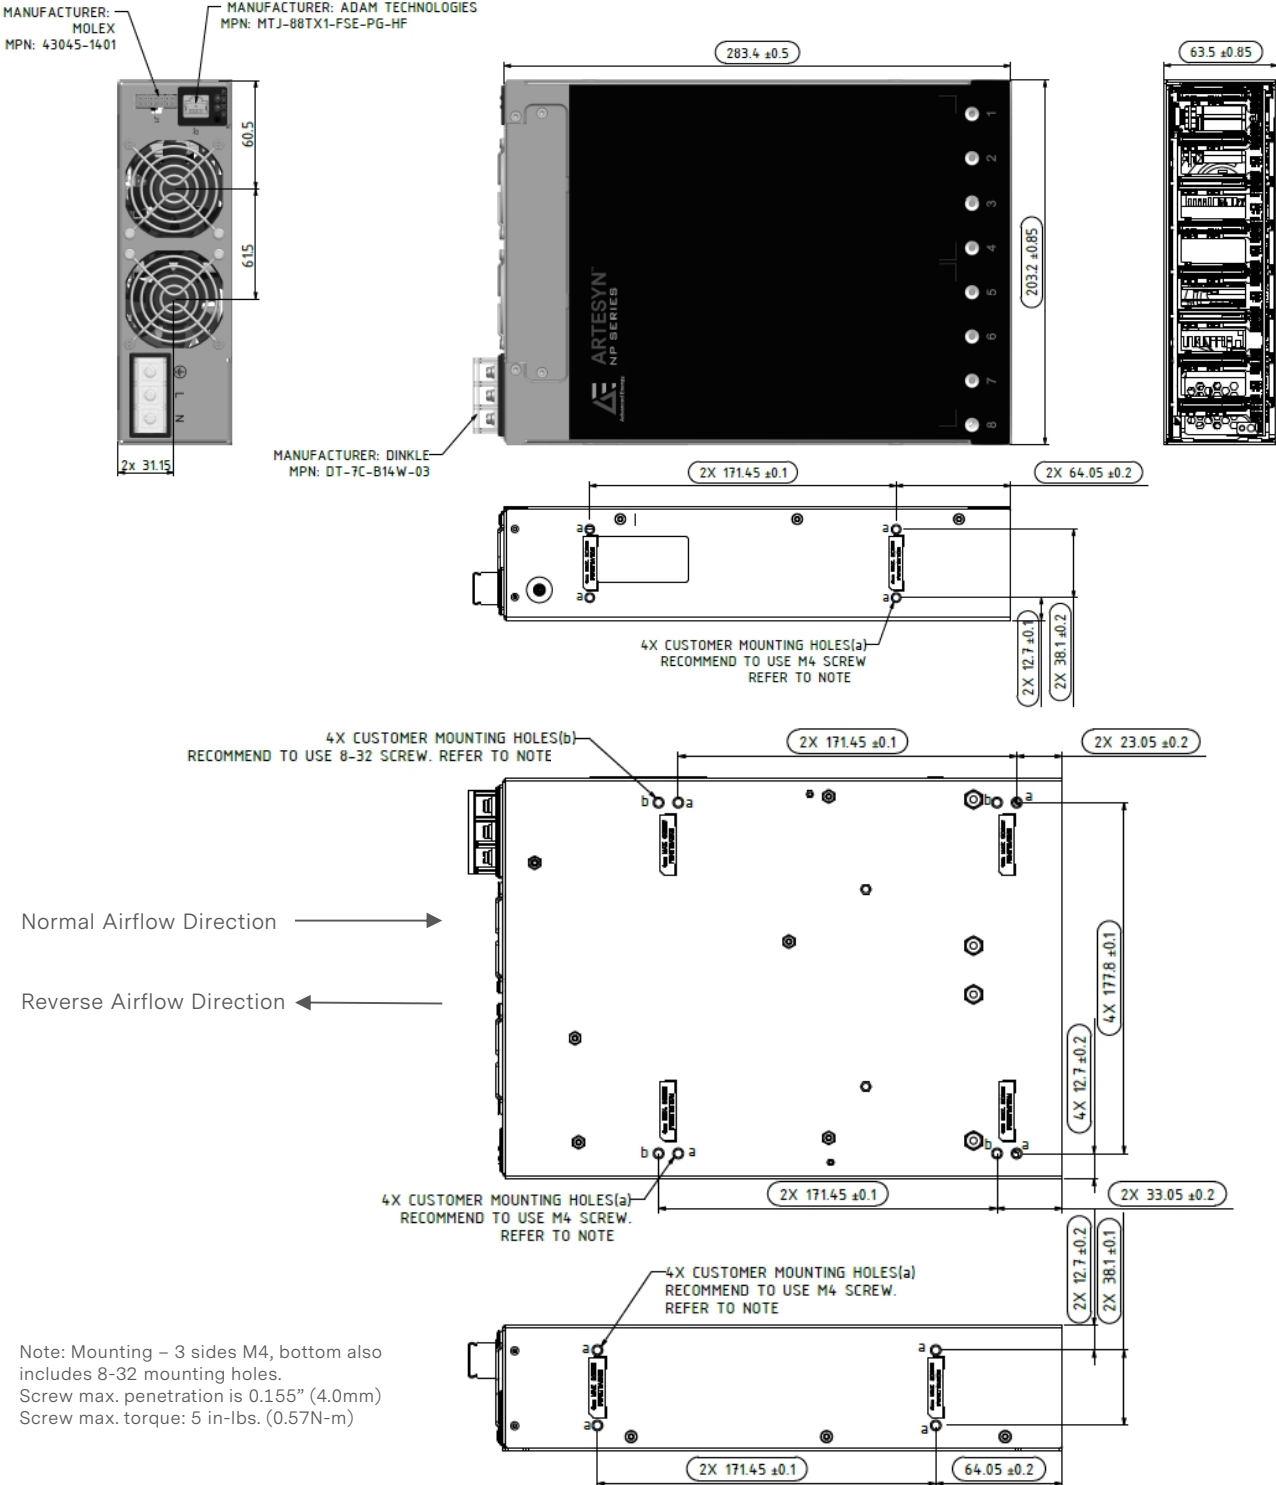 MANUFACTURER:
MOLEX
MPN: 43045-1401
MANUFACTURER: ADAM TECHNOLOGIES
MPN: MTJ-88TX1-FSE-PG-HF
283.4 ±0.5
63.5 ±0.85
60.5
61.5
L
N
2x 31.15
1
2
3
4
5
6
7
8
203.2 ±0.85
ARTESYN™
NP SERIES
Advanced Energy
MANUFACTURER: DINKLE
MPN: DT-7C-B14W-03
2X 171.45 ±0.1
2X 64.05 ±0.2
a
a
a
a
4X CUSTOMER MOUNTING HOLES(a)
RECOMMEND TO USE M4 SCREW
REFER TO NOTE
2X 12.7 ±0.1
2X 38.1 ±0.2
4X CUSTOMER MOUNTING HOLES(b)
RECOMMEND TO USE 8-32 SCREW. REFER TO NOTE
2X 171.45 ±0.1
2X 23.05 ±0.2
b
a
b
a
Normal Airflow Direction
Reverse Airflow Direction
4X 177.8 ±0.1
4X 12.7 ±0.2
b
a
b
a
4X CUSTOMER MOUNTING HOLES(a)
RECOMMEND TO USE M4 SCREW.
REFER TO NOTE
2X 171.45 ±0.1
2X 33.05 ±0.2
2X 12.7 ±0.2
2X 38.1 ±0.1
4X CUSTOMER MOUNTING HOLES(a)
RECOMMEND TO USE M4 SCREW.
REFER TO NOTE
a
a
a
a
Note: Mounting – 3 sides M4, bottom also
includes 8-32 mounting holes.
Screw max. penetration is 0.155” (4.0mm)
Screw max. torque: 5 in-lbs. (0.57N-m)
2X 171.45 ±0.1
64.05 ±0.2